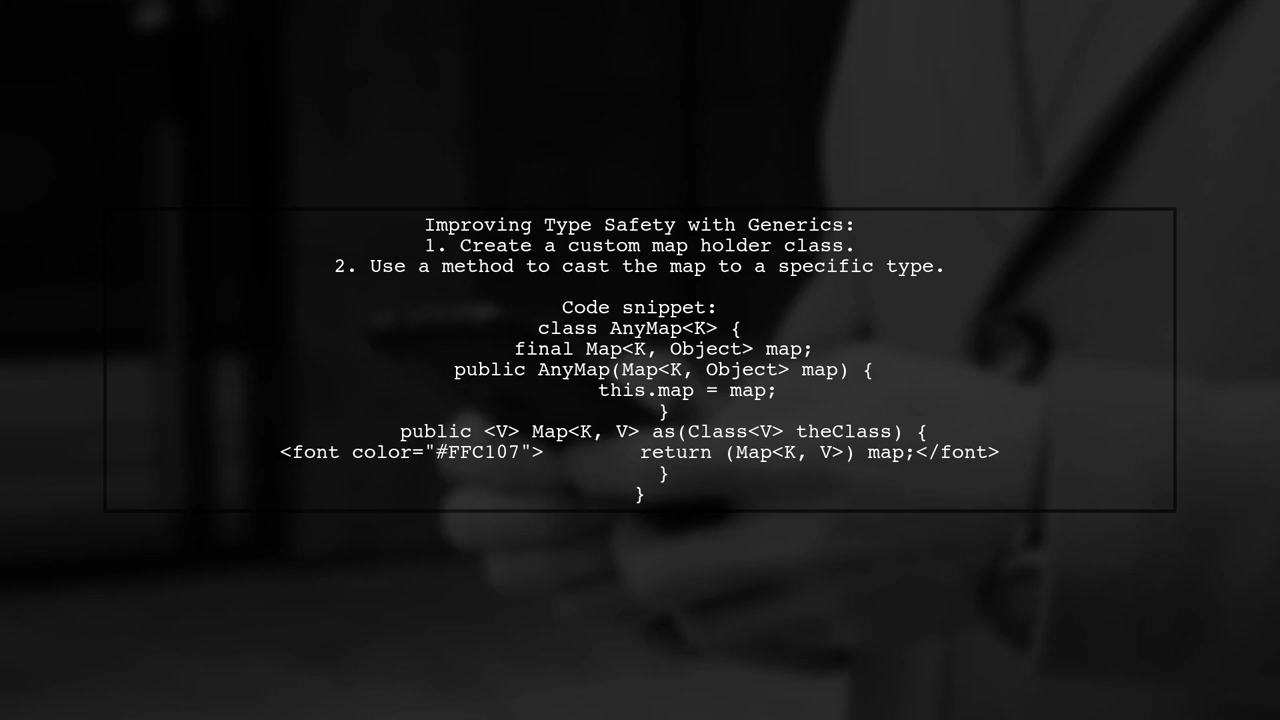 Improving Type Safety with Generics:
1. Create a custom map holder class.
2. Use a method to cast the map to a specific type.
Code snippet:
class AnyMap<K> {
final Map<K, Object> map;
public AnyMap(Map<K, Object> map) {
this.map = map;
}
public <V> Map<K, V> as(Class<V> theClass) {
<font color="#FFC107">        return (Map<K, V>) map;</font>
}
}